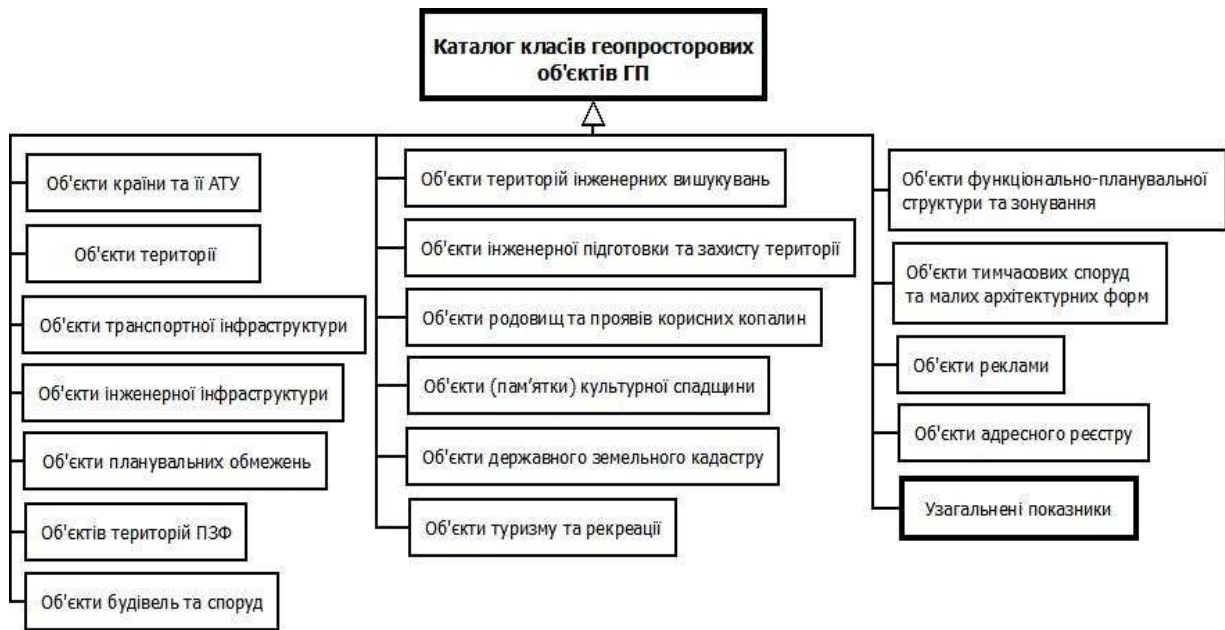 Каталог класів геопросторових
об'єктів ГП
Об'єкти країни та її АТУ
Об'єкти території
Об'єкти транспортної інфраструктури
Об'єкти інженерної інфраструктури
Об'єкти планувальних обмежень
Об'єктів територій ПЗФ
Об'єкти будівель та споруд
Об'єкти територій інженерних вишукувань
Об'єкти інженерної підготовки та захисту території
Об'єкти родовищ та проявів корисних копалин
Об'єкти (пам'ятки) культурної спадщини
Об'єкти державного земельного кадастру
Об'єкти туризму та рекреації
Об'єкти функціонально-планувальної
структури та зонування
Об'єкти тимчасових споруд
та малих архітектурних форм
Об'єкти реклами
Об'єкти адресного реєстру
Узагальнені показники